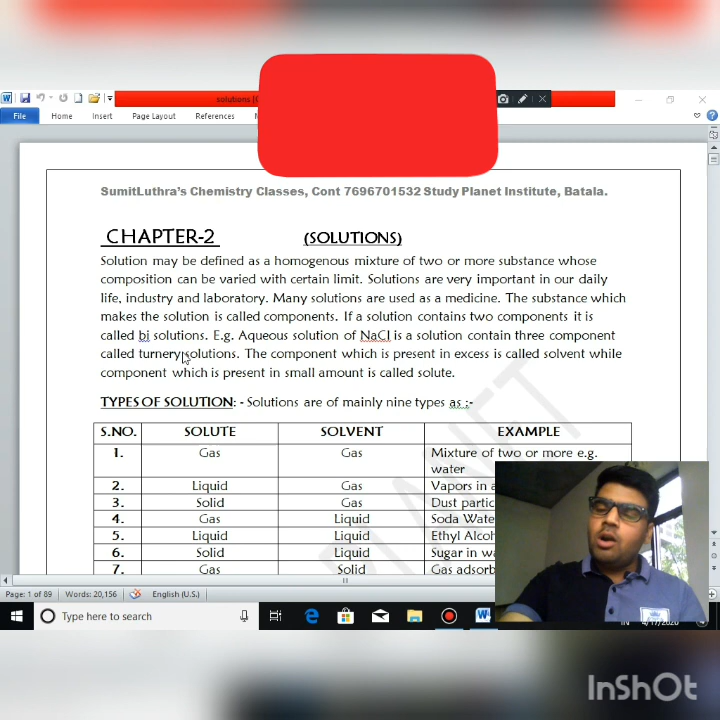 solutions
File Home Insert Page Layout References
SumitLuthra's Chemistry Classes, Cont 7696701532 Study Planet Institute, Batala.
CHAPTER-2 (SOLUTIONS)
Solution may be defined as a homogenous mixture of two or more substance whose
composition can be varied with certain limit. Solutions are very important in our daily
life, industry and laboratory. Many solutions are used as a medicine. The substance which
makes the solution is called components. If a solution contains two components it is
called bi solutions. E.g. Aqueous solution of NaCl is a solution contain three component
called turnery solutions. The component which is present in excess is called solvent while
component which is present in small amount is called solute.
TYPES OF SOLUTION: - Solutions are of mainly nine types as :-
S.NO. SOLUTE SOLVENT EXAMPLE
1. Gas Gas Mixture of two or more e.g.
water
2. Liquid Gas Vapors in
3. Solid Gas Dust
4. Gas Liquid Soda
5. Liquid Liquid Ethyl
6. Solid Liquid Sugar in
7. Gas Solid Gas
PLANET
Page: 1 of 89 Words: 20,156 English (U.S.)
Type here to search
IN 4/17/2020
InShOt